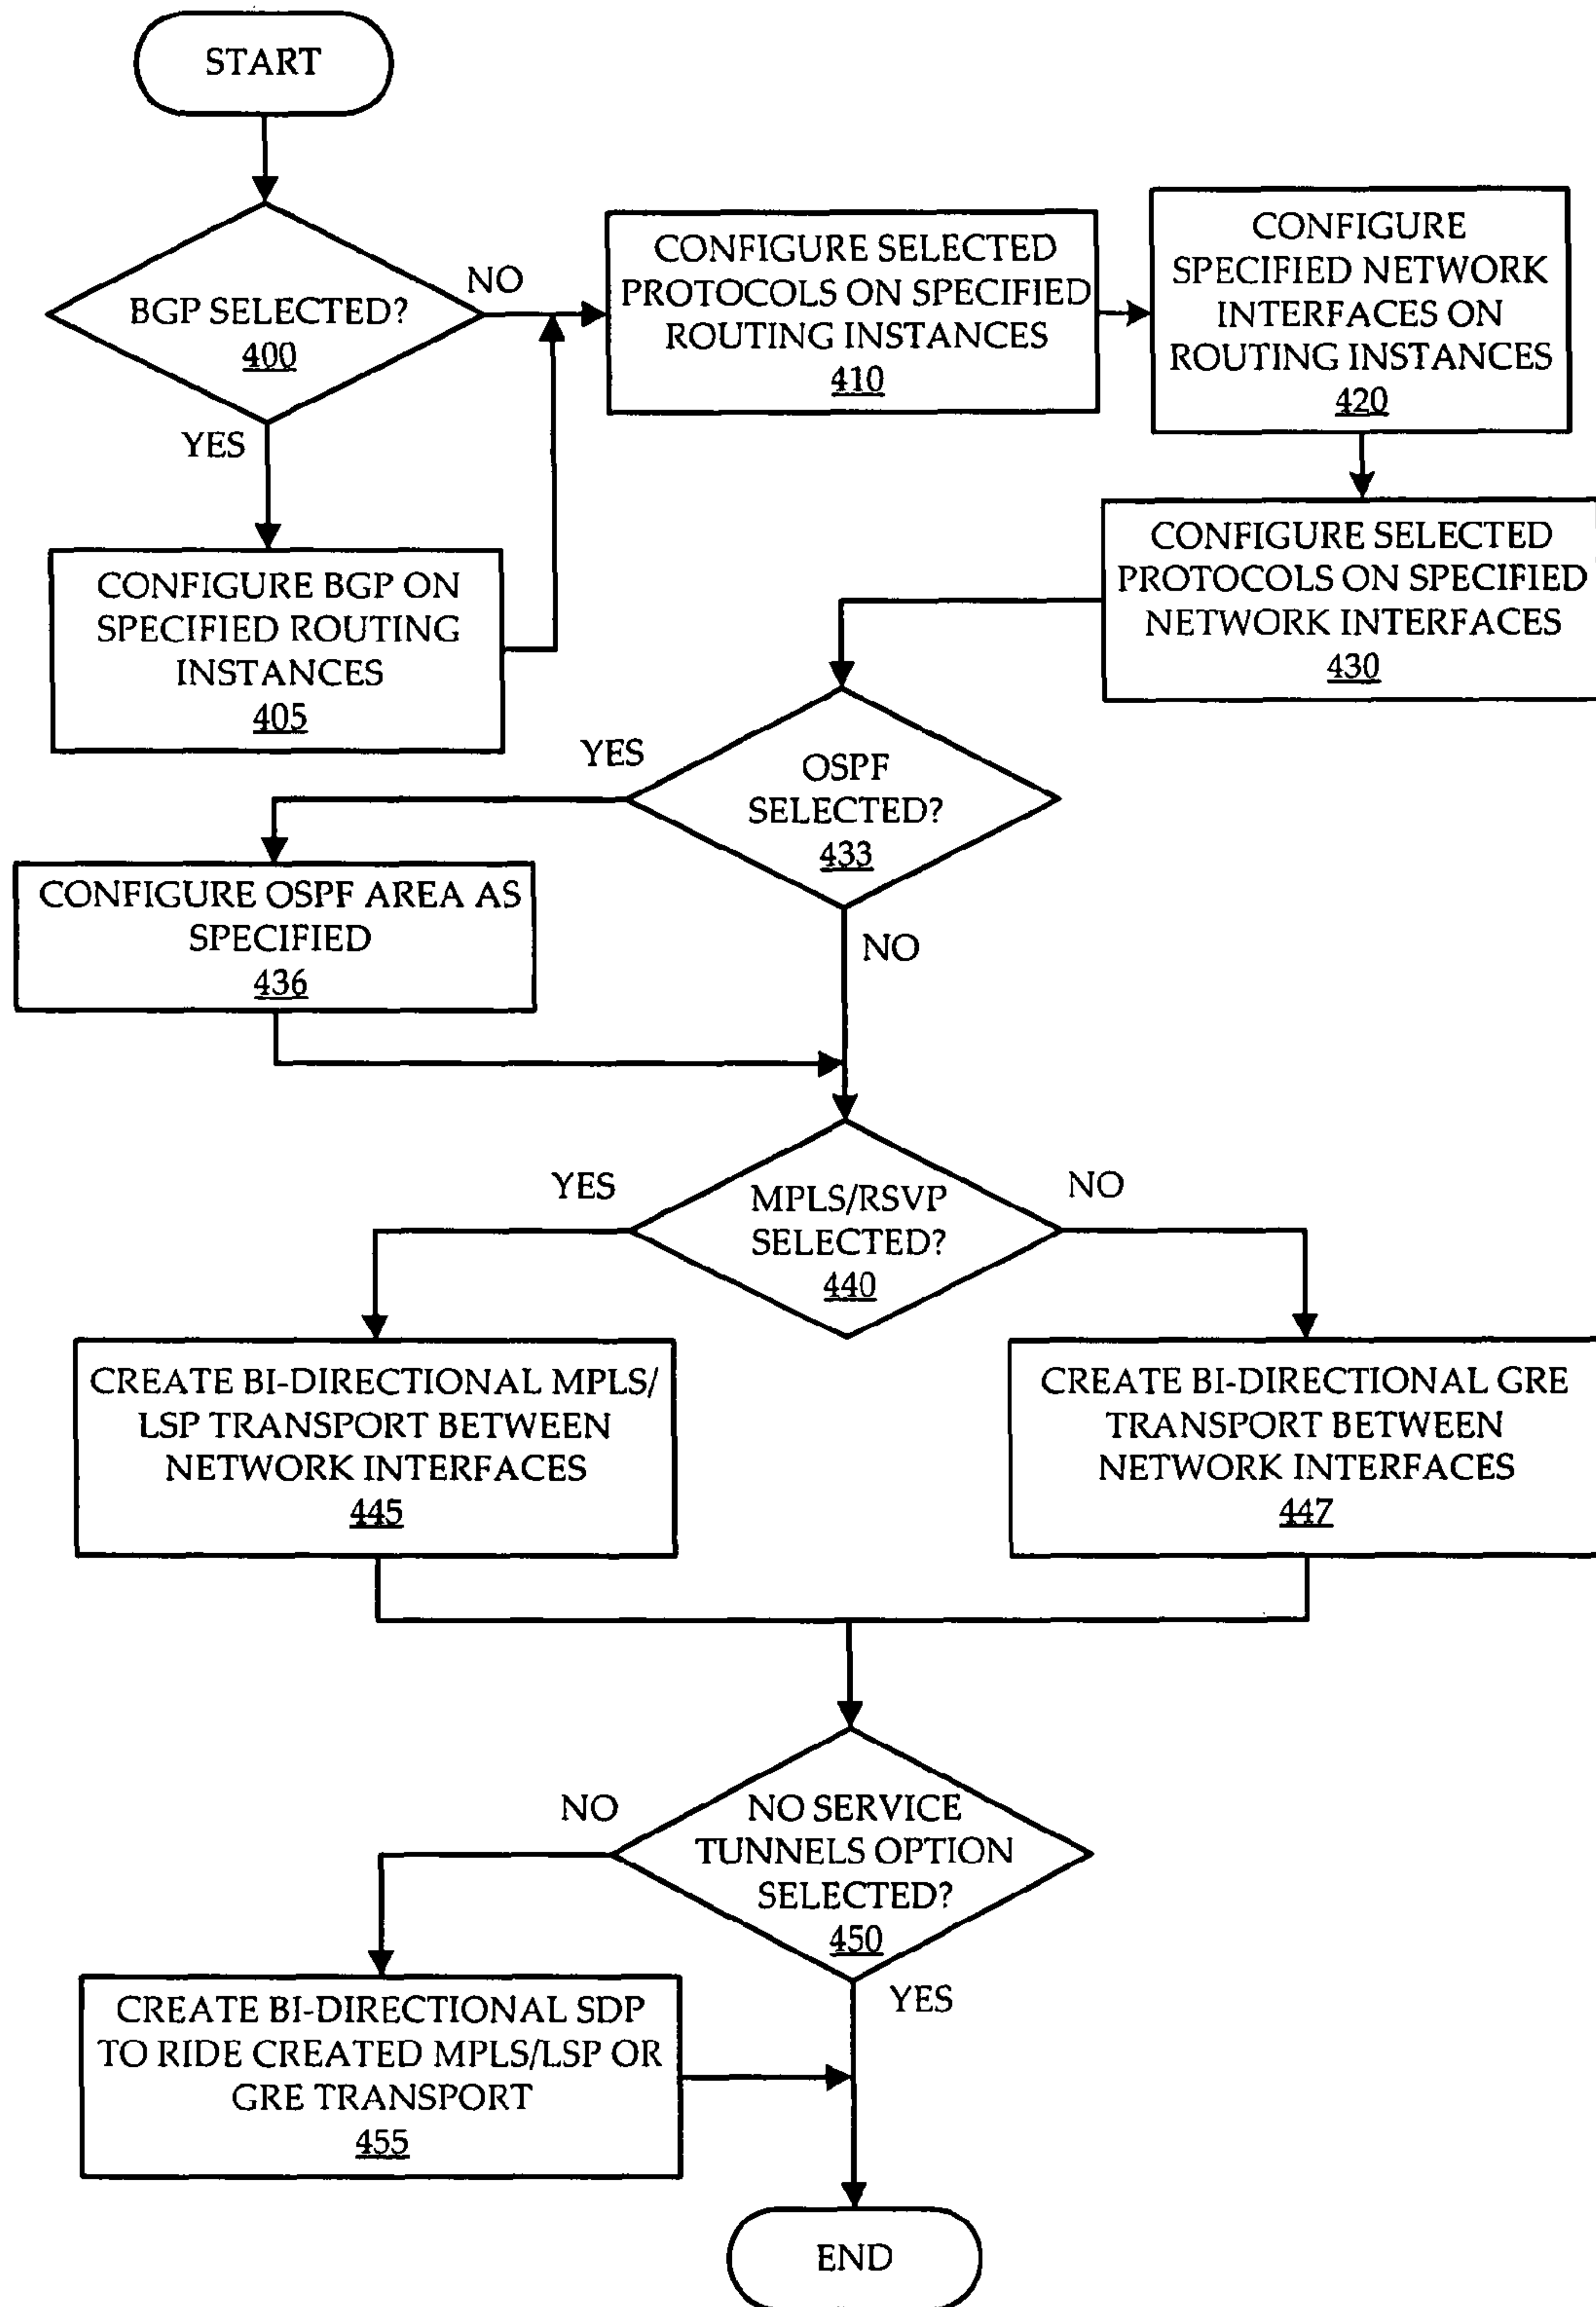 START
BGP SELECTED?
400
NO
YES
CONFIGURE SELECTED
PROTOCOLS ON SPECIFIED
ROUTING INSTANCES
410
CONFIGURE
SPECIFIED NETWORK
INTERFACES ON
ROUTING INSTANCES
420
CONFIGURE BGP ON
SPECIFIED ROUTING
INSTANCES
405
CONFIGURE SELECTED
PROTOCOLS ON SPECIFIED
NETWORK INTERFACES
430
OSPF
SELECTED?
433
YES
NO
CONFIGURE OSPF AREA AS
SPECIFIED
436
MPLS/RSVP
SELECTED?
440
YES
NO
CREATE BI-DIRECTIONAL MPLS/
LSP TRANSPORT BETWEEN
NETWORK INTERFACES
445
CREATE BI-DIRECTIONAL GRE
TRANSPORT BETWEEN
NETWORK INTERFACES
447
NO SERVICE
TUNNELS OPTION
SELECTED?
450
NO
YES
CREATE BI-DIRECTIONAL SDP
TO RIDE CREATED MPLS/LSP OR
GRE TRANSPORT
455
END